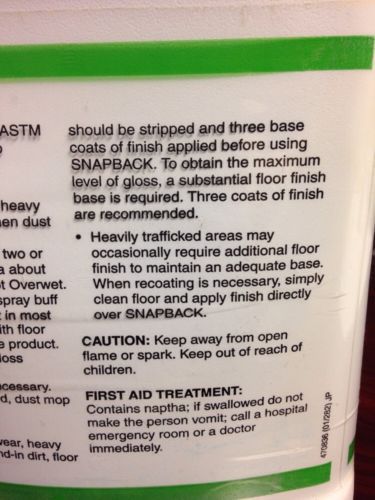 ASTM
heavy
en dust
two or
a about
t Overwet.
spray buff
t in most
ith floor
e product.
loss
cessary.
d, dust mop
wear, heavy
nd-in dirt, floor
should be stripped and three base
coats of finish applied before using
SNAPBACK. To obtain the maximum
level of gloss, a substantial floor finish
base is required. Three coats of finish
are recommended.
• Heavily trafficked areas may
occasionally require additional floor
finish to maintain an adequate base.
When recoating is necessary, simply
clean floor and apply finish directly
over SNAPBACK.
CAUTION: Keep away from open
flame or spark. Keep out of reach of
children.
FIRST AID TREATMENT:
Contains naptha; if swallowed do not
make the person vomit; call a hospital
emergency room or a doctor
immediately.
470836 (01/282) JP